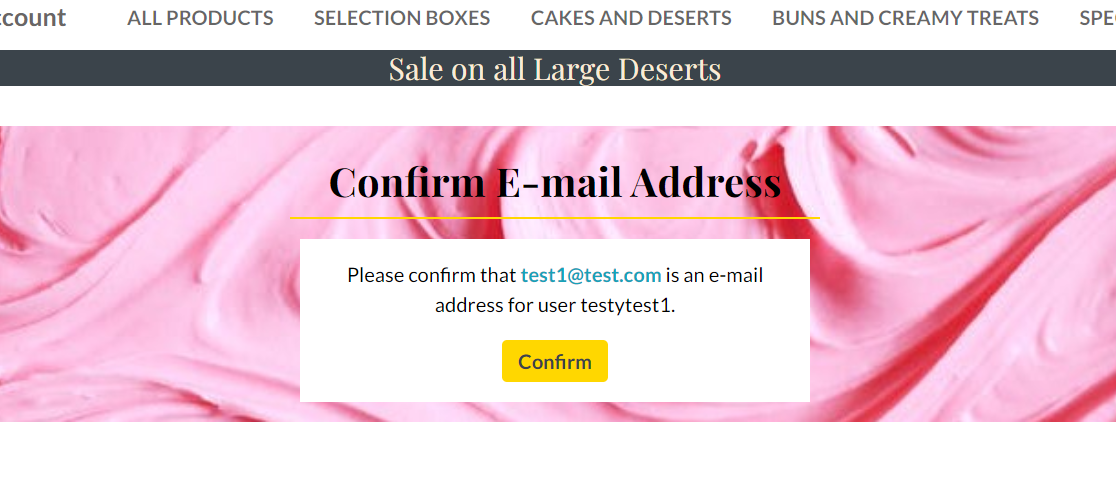 ccount ALL PRODUCTS SELECTION BOXES CAKES AND DESERTS BUNS AND CREAMY TREATS SPE
Sale on all Large Deserts
Confirm E-mail Address
Please confirm that test1@test.com is an e-mail
address for user testytest1.
Confirm